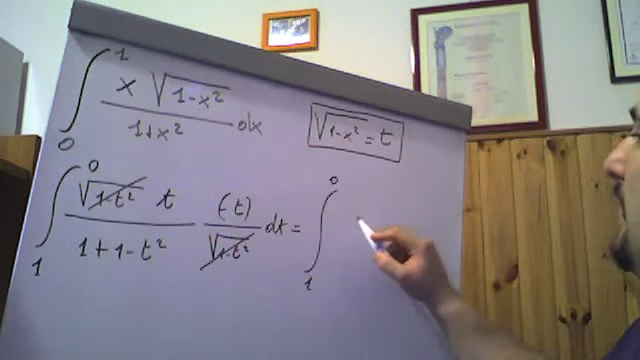 ∫₀¹ x √(1-x²) / (1+x²) dx
√(1-x²) = t
∫₁⁰ √(1-t²) t / (1+1-t²) (-t) / √(1-t²) dt = ∫₁⁰